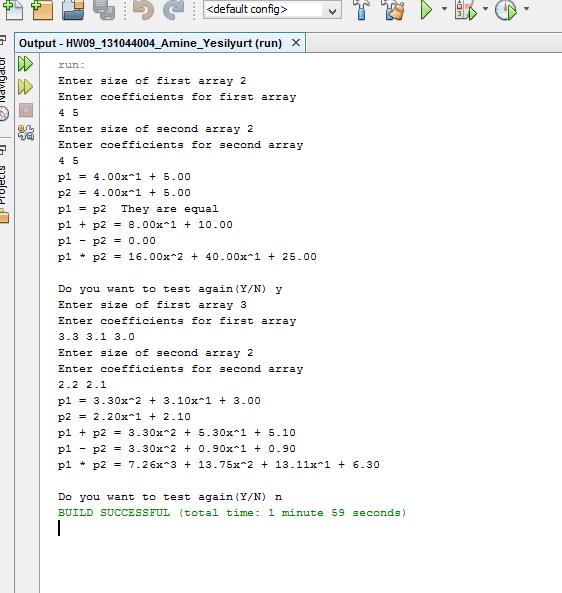 <default config>
Output - HW09_131044004_Amine_Yesilyurt (run) ×
Navigator
Projects
run:
Enter size of first array 2
Enter coefficients for first array
4 5
Enter size of second array 2
Enter coefficients for second array
4 5
p1 = 4.00x^1 + 5.00
p2 = 4.00x^1 + 5.00
p1 = p2  They are equal
p1 + p2 = 8.00x^1 + 10.00
p1 - p2 = 0.00
p1 * p2 = 16.00x^2 + 40.00x^1 + 25.00
Do you want to test again(Y/N) y
Enter size of first array 3
Enter coefficients for first array
3.3 3.1 3.0
Enter size of second array 2
Enter coefficients for second array
2.2 2.1
p1 = 3.30x^2 + 3.10x^1 + 3.00
p2 = 2.20x^1 + 2.10
p1 + p2 = 3.30x^2 + 5.30x^1 + 5.10
p1 - p2 = 3.30x^2 + 0.90x^1 + 0.90
p1 * p2 = 7.26x^3 + 13.75x^2 + 13.11x^1 + 6.30
Do you want to test again(Y/N) n
BUILD SUCCESSFUL (total time: 1 minute 59 seconds)